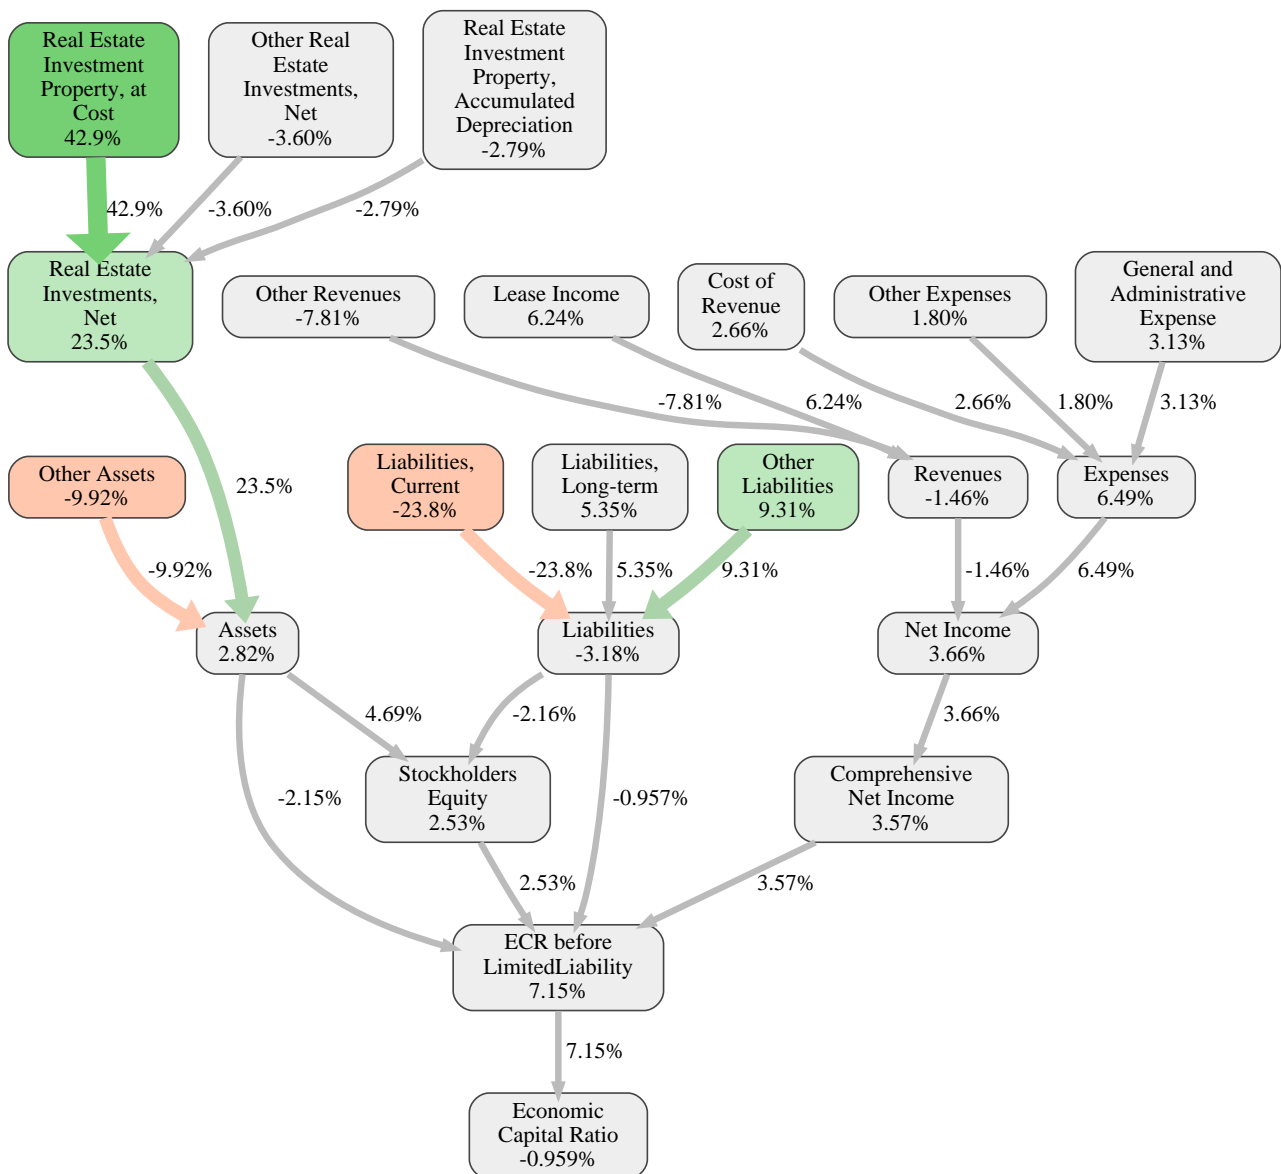 Real Estate
Investment
Property, at
Cost
42.9%
Other Real
Estate
Investments,
Net
-3.60%
Real Estate
Investment
Property,
Accumulated
Depreciation
-2.79%
42.9%
-3.60%
-2.79%
Real Estate
Investments,
Net
23.5%
Other Revenues
-7.81%
Lease Income
6.24%
Cost of
Revenue
2.66%
Other Expenses
1.80%
General and
Administrative
Expense
3.13%
-7.81%
6.24%
2.66%
1.80%
3.13%
Other Assets
-9.92%
23.5%
Liabilities,
Current
-23.8%
Liabilities,
Long-term
5.35%
Other
Liabilities
9.31%
Revenues
-1.46%
Expenses
6.49%
-9.92%
-23.8%
5.35%
9.31%
-1.46%
6.49%
Assets
2.82%
Liabilities
-3.18%
Net Income
3.66%
4.69%
-2.16%
3.66%
-2.15%
Stockholders
Equity
2.53%
-0.957%
Comprehensive
Net Income
3.57%
2.53%
3.57%
ECR before
LimitedLiability
7.15%
7.15%
Economic
Capital Ratio
-0.959%